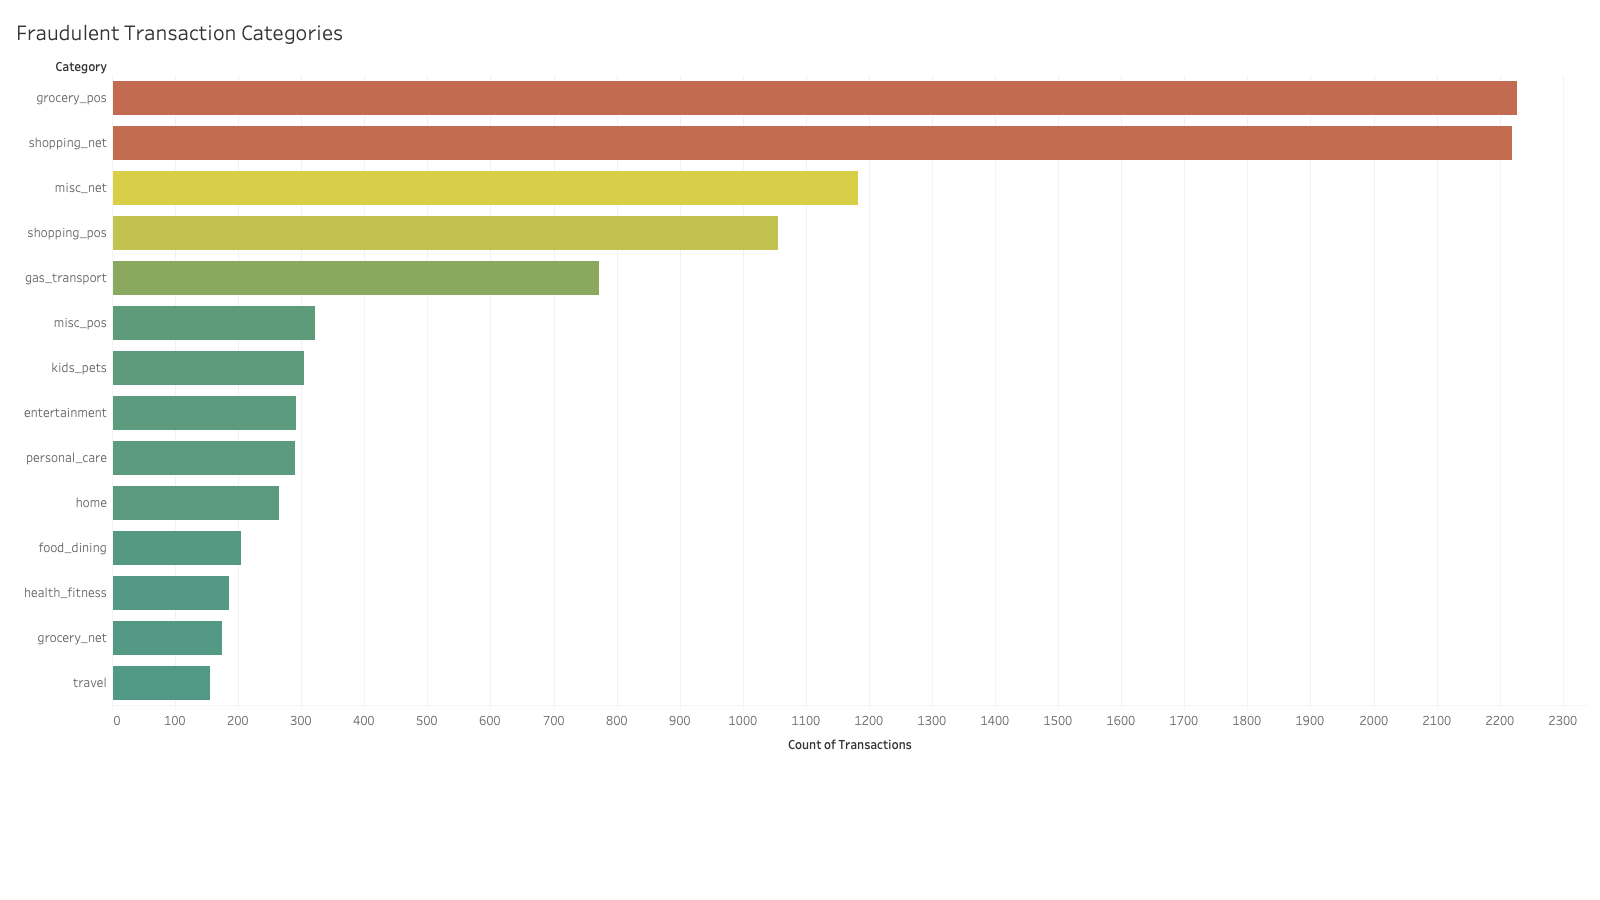 Fraudulent Transaction Categories
Category
grocery_pos
shopping_net
misc_net
shopping_pos
gas_transport
misc_pos
kids_pets
entertainment
personal_care
home
food_dining
health_fitness
grocery_net
travel
0 100 200 300 400 500 600 700 800 900 1000 1100 1200 1300 1400 1500 1600 1700 1800 1900 2000 2100 2200 2300
Count of Transactions